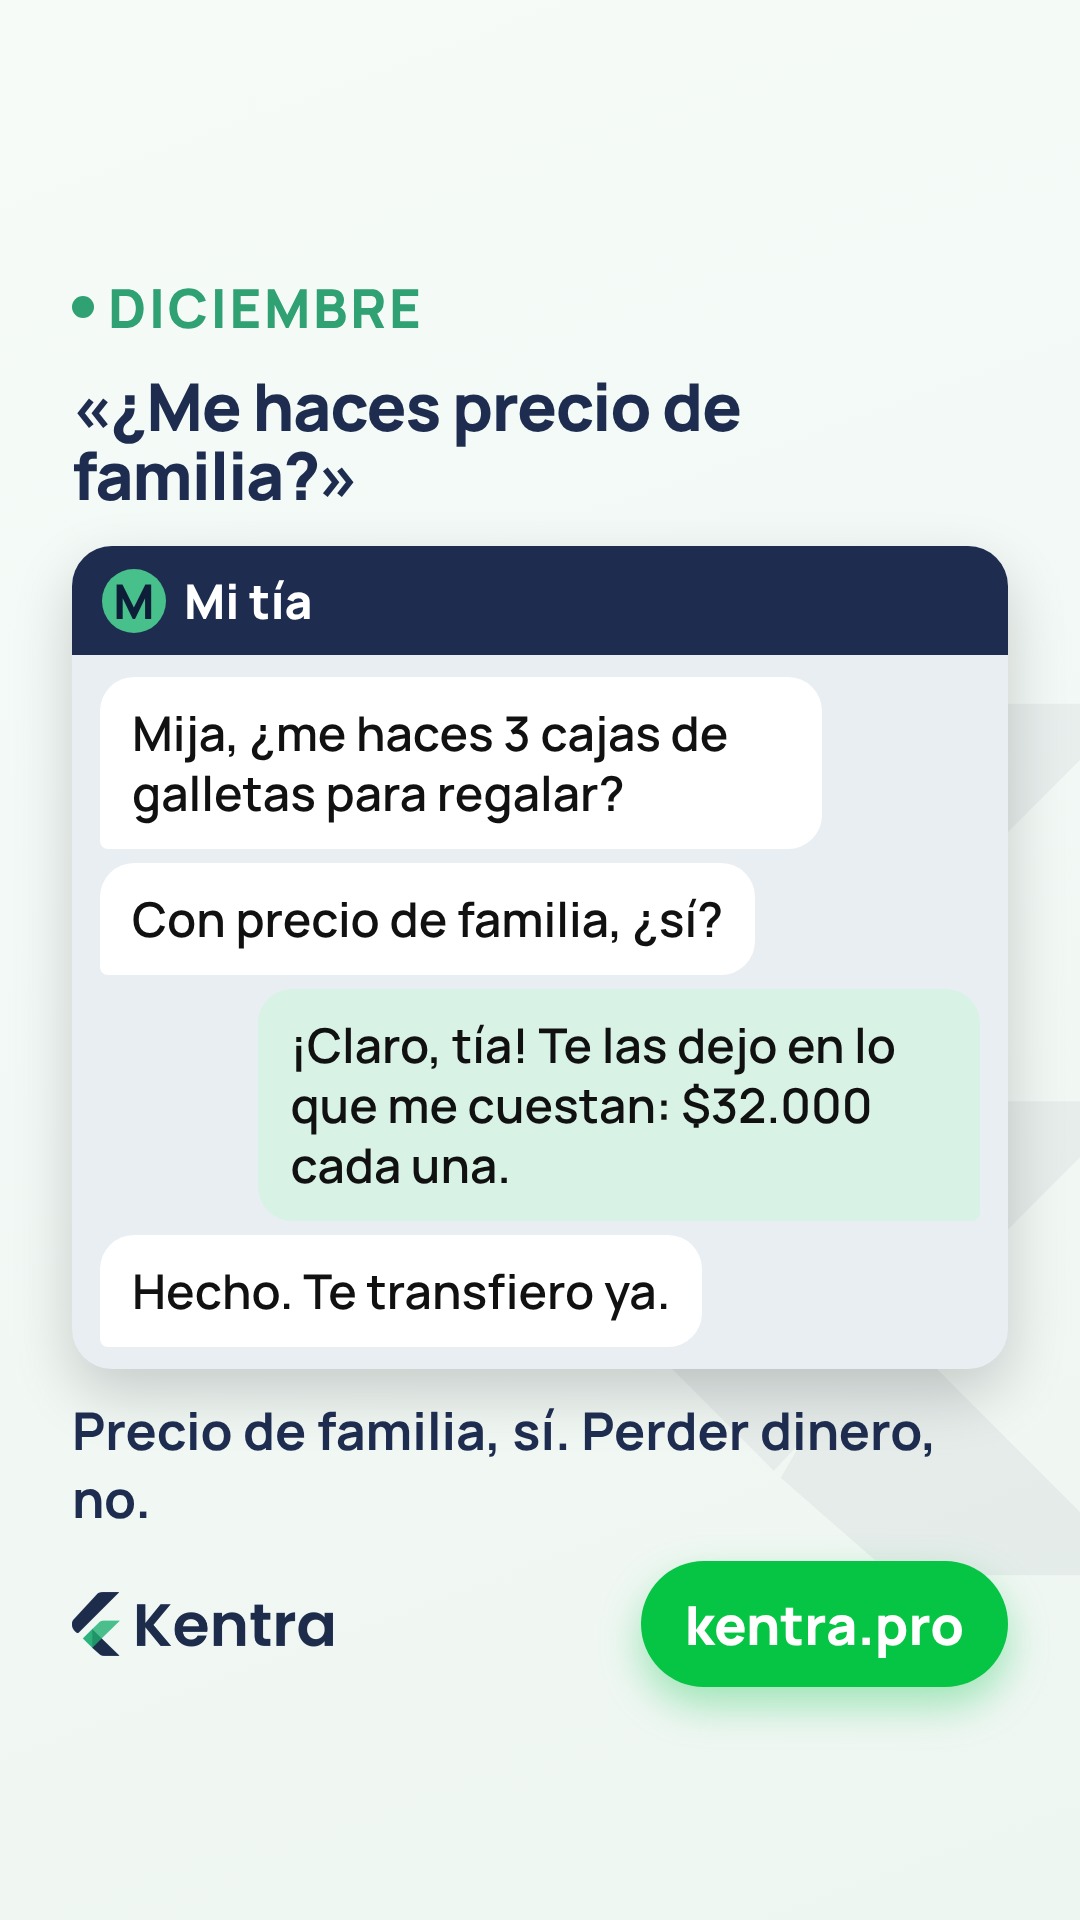 DICIEMBRE
«¿Me haces precio de
familia?»
M Mi tía
Mija, ¿me haces 3 cajas de
galletas para regalar?
Con precio de familia, ¿sí?
¡Claro, tía! Te las dejo en lo
que me cuestan: $32.000
cada una.
Hecho. Te transfiero ya.
Precio de familia, sí. Perder dinero,
no.
Kentra
kentra.pro